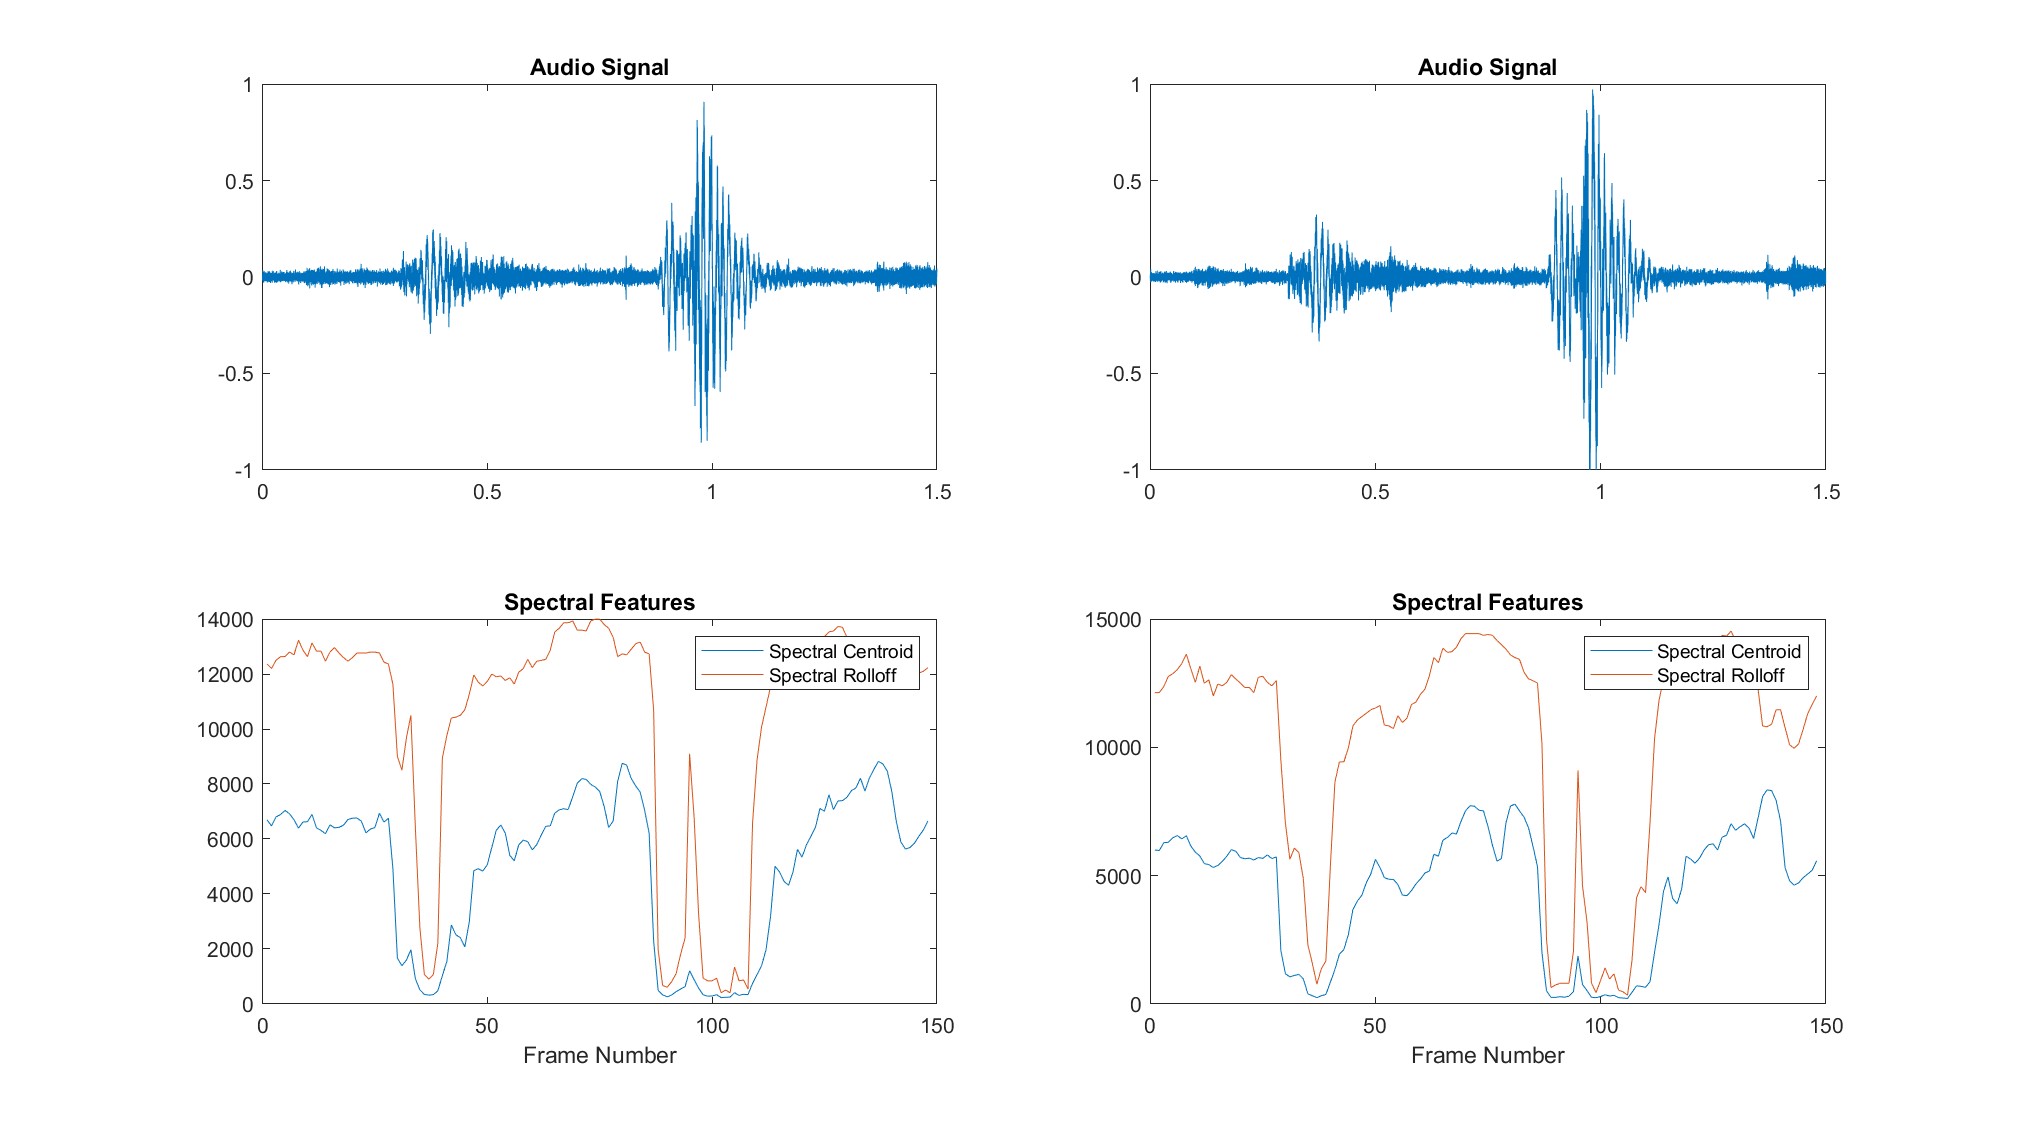 Audio Signal
1
0.5
0
-0.5
-1
0 0.5 1 1.5
Audio Signal
1
0.5
0
-0.5
-1
0 0.5 1 1.5
Spectral Features
14000
12000
10000
8000
6000
4000
2000
0
Spectral Centroid
Spectral Rolloff
0 50 100 150
Frame Number
Spectral Features
15000
10000
5000
0
Spectral Centroid
Spectral Rolloff
0 50 100 150
Frame Number